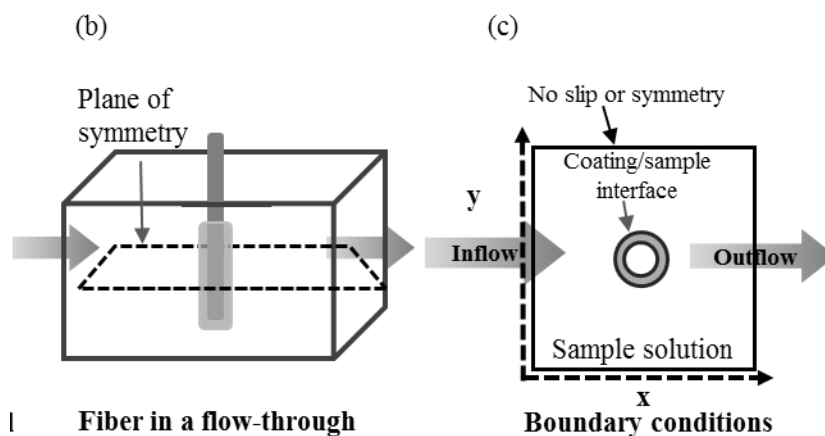 (b)
Plane of
symmetry
Fiber in a flow-through
(c)
No slip or symmetry
Coating/sample
interface
y
Inflow
Outflow
Sample solution
x
Boundary conditions